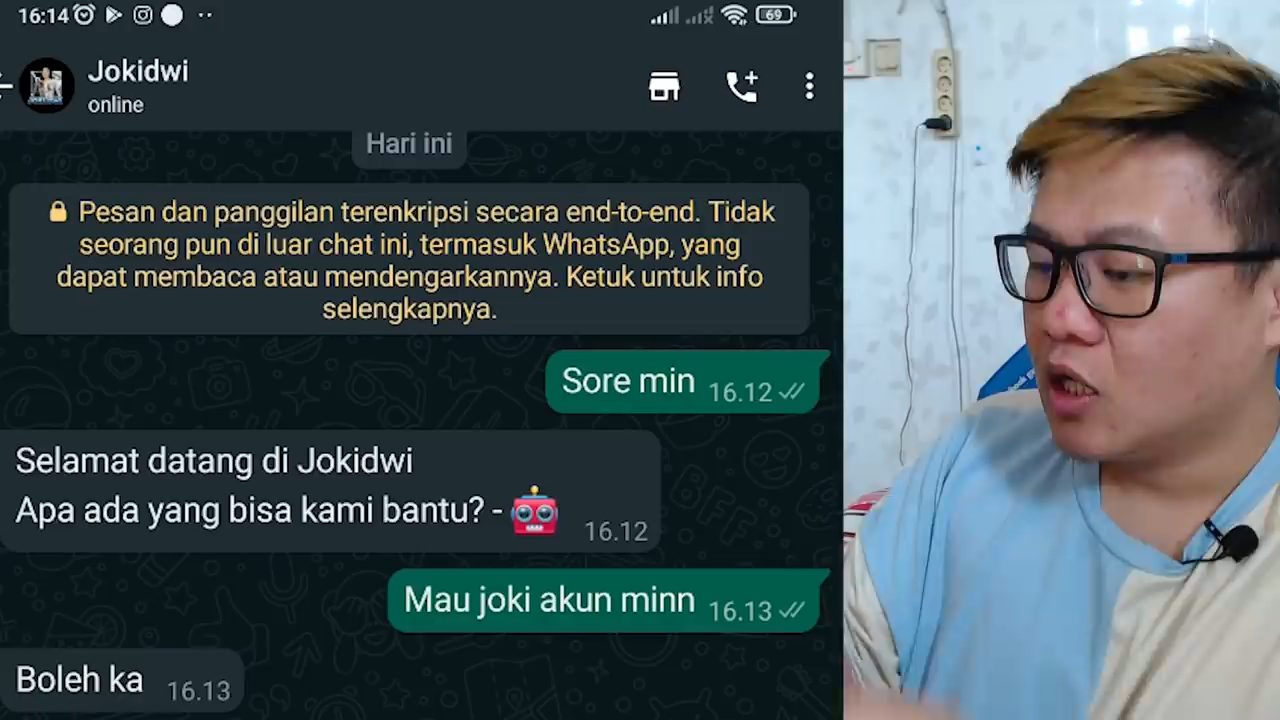 16:14
69
Jokidwi
online
Hari ini
Pesan dan panggilan terenkripsi secara end-to-end. Tidak
seorang pun di luar chat ini, termasuk WhatsApp, yang
dapat membaca atau mendengarkannya. Ketuk untuk info
selengkapnya.
Sore min 16.12
Selamat datang di Jokidwi
Apa ada yang bisa kami bantu? - 🤖 16.12
Mau joki akun minn 16.13
Boleh ka 16.13